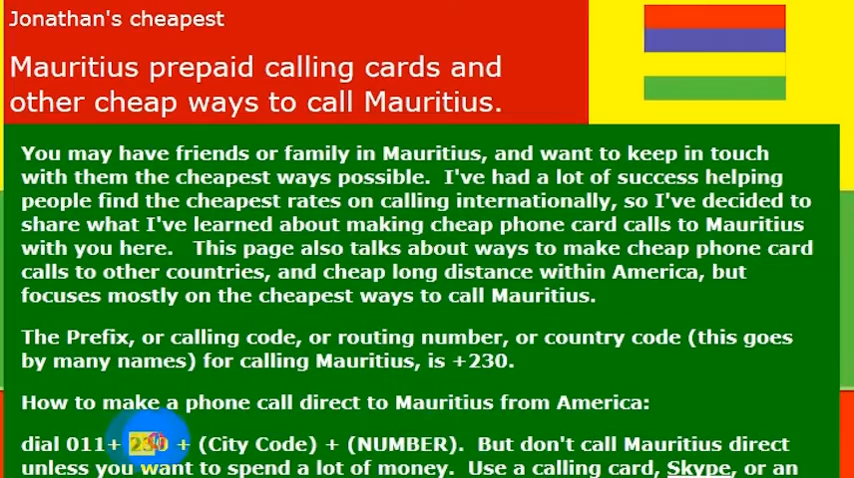 Jonathan's cheapest
Mauritius prepaid calling cards and
other cheap ways to call Mauritius.
You may have friends or family in Mauritius, and want to keep in touch
with them the cheapest ways possible.  I've had a lot of success helping
people find the cheapest rates on calling internationally, so I've decided to
share what I've learned about making cheap phone card calls to Mauritius
with you here.   This page also talks about ways to make cheap phone card
calls to other countries, and cheap long distance within America, but
focuses mostly on the cheapest ways to call Mauritius.
The Prefix, or calling code, or routing number, or country code (this goes
by many names) for calling Mauritius, is +230.
How to make a phone call direct to Mauritius from America:
dial 011+ 230 + (City Code) + (NUMBER).  But don't call Mauritius direct
unless you want to spend a lot of money.  Use a calling card, Skype, or an